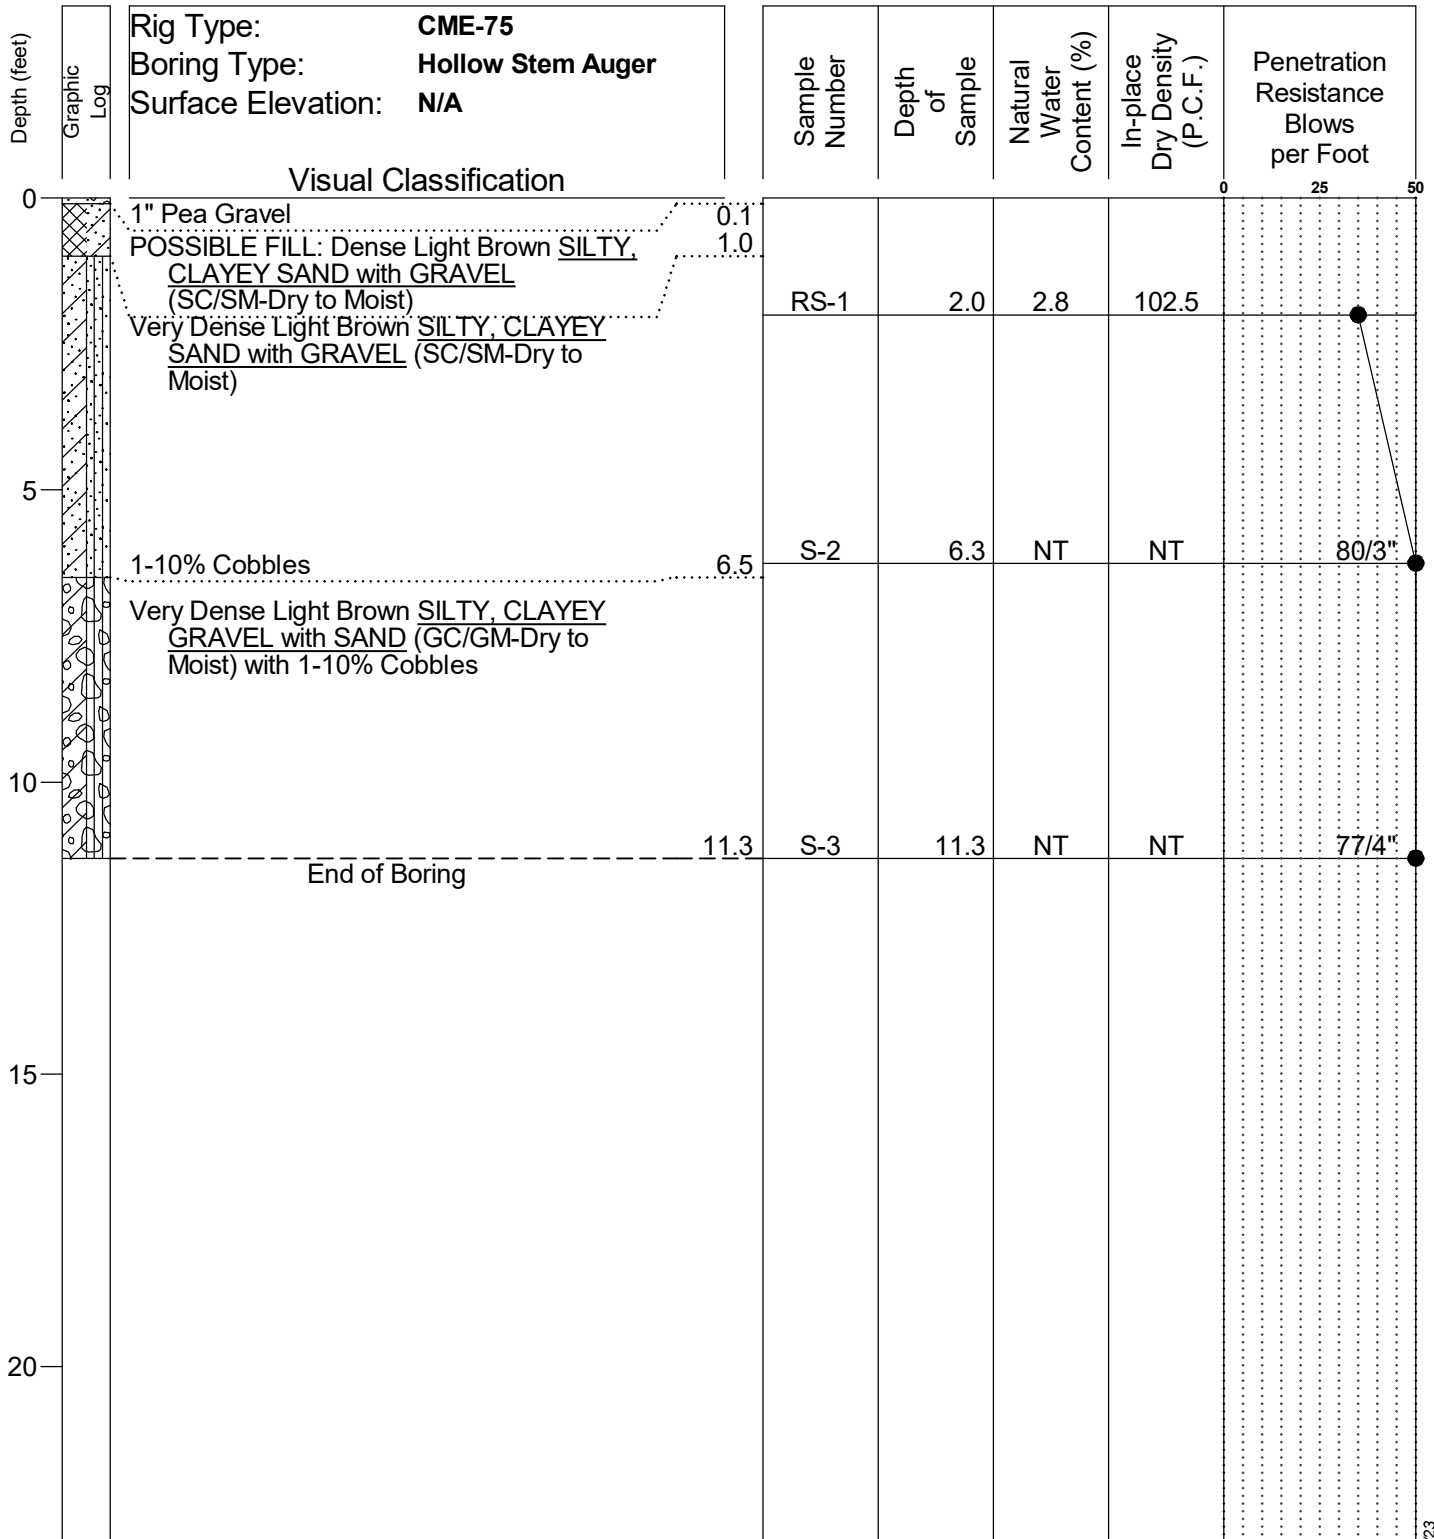 Depth (feet)
Graphic
Log
Rig Type: CME-75
Boring Type: Hollow Stem Auger
Surface Elevation: N/A
Visual Classification
Sample
Number
Depth
of
Sample
Natural
Water
Content (%)
In-place
Dry Density
(P.C.F.)
Penetration
Resistance
Blows
per Foot
0 25 50
0
1" Pea Gravel 0.1
POSSIBLE FILL: Dense Light Brown SILTY, 1.0
CLAYEY SAND with GRAVEL
(SC/SM-Dry to Moist)
RS-1 2.0 2.8 102.5
Very Dense Light Brown SILTY, CLAYEY
SAND with GRAVEL (SC/SM-Dry to
Moist)
5
S-2 6.3 NT NT 80/3"
1-10% Cobbles 6.5
Very Dense Light Brown SILTY, CLAYEY
GRAVEL with SAND (GC/GM-Dry to
Moist) with 1-10% Cobbles
10
11.3 S-3 11.3 NT NT 77/4"
End of Boring
15
20